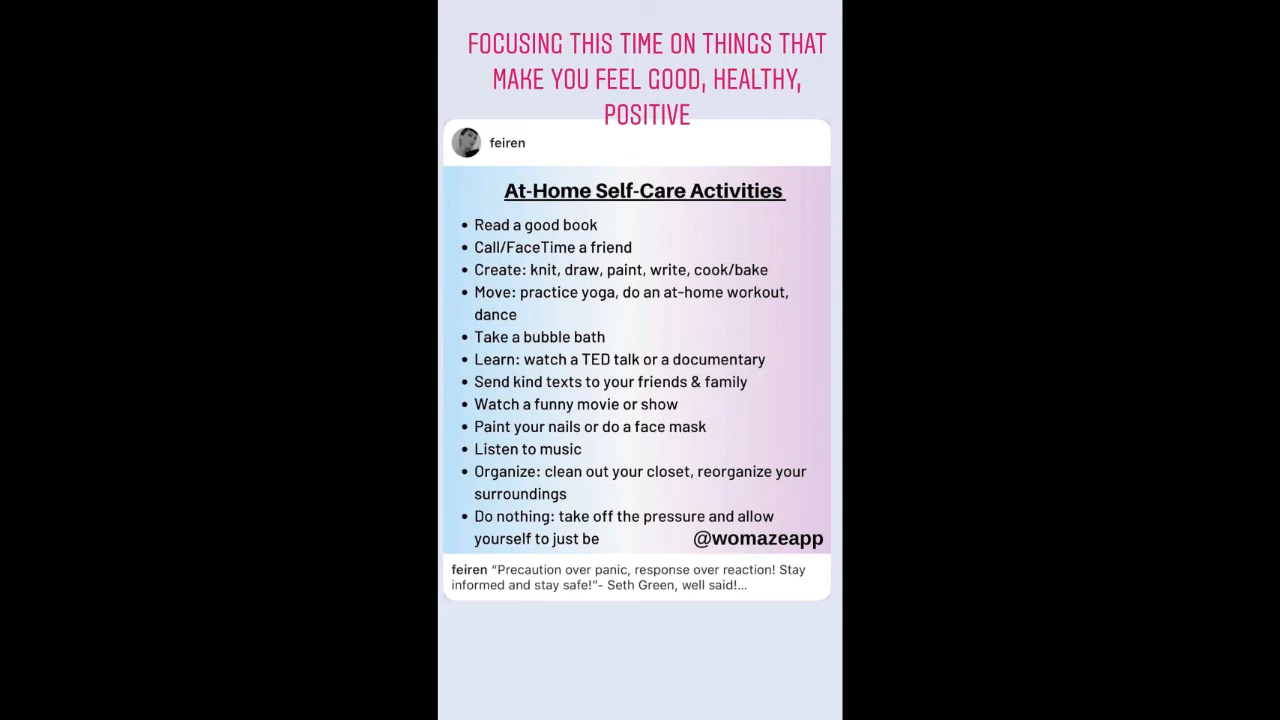 FOCUSING THIS TIME ON THINGS THAT
MAKE YOU FEEL GOOD, HEALTHY,
POSITIVE
feiren
At-Home Self-Care Activities
• Read a good book
• Call/FaceTime a friend
• Create: knit, draw, paint, write, cook/bake
• Move: practice yoga, do an at-home workout,
dance
• Take a bubble bath
• Learn: watch a TED talk or a documentary
• Send kind texts to your friends & family
• Watch a funny movie or show
• Paint your nails or do a face mask
• Listen to music
• Organize: clean out your closet, reorganize your
surroundings
• Do nothing: take off the pressure and allow
yourself to just be
@womazeapp
feiren “Precaution over panic, response over reaction! Stay
informed and stay safe!”- Seth Green, well said!...